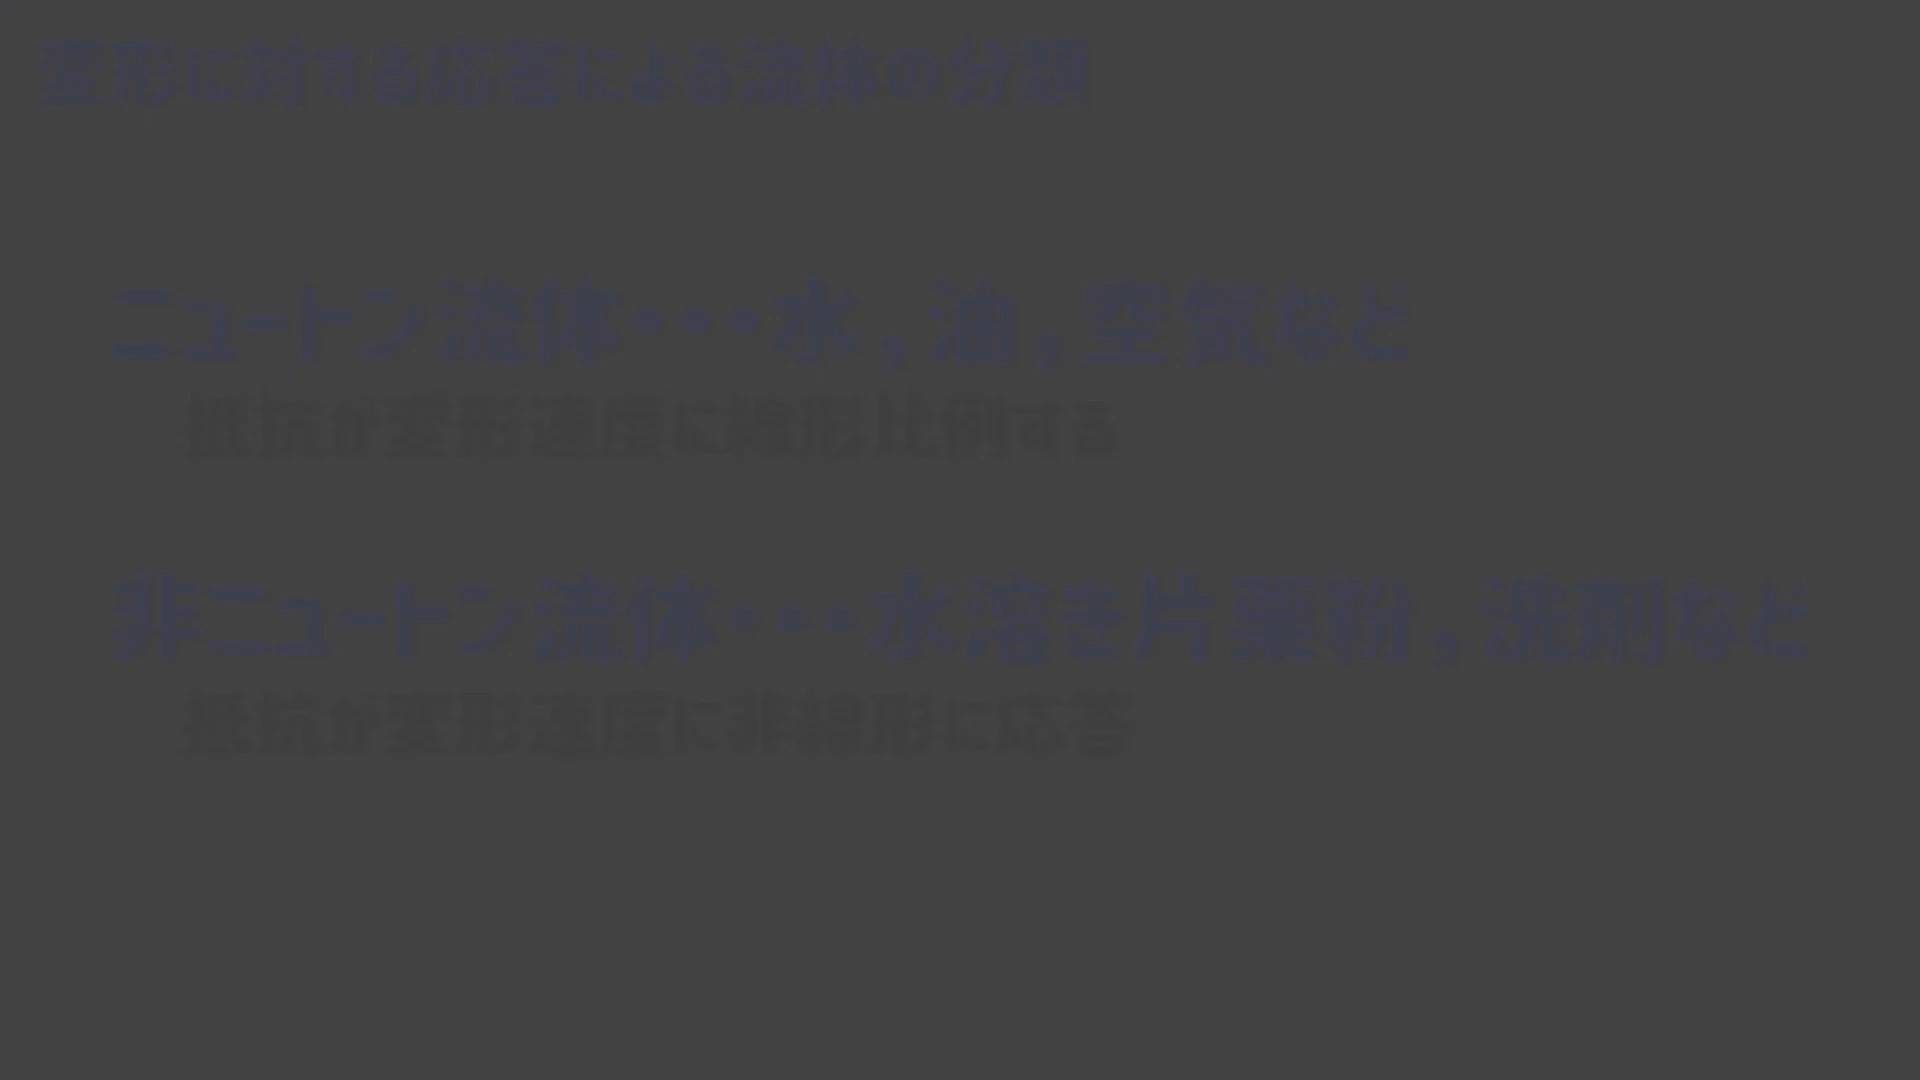 変形に対する応答による流体の分類
ニュートン流体・・・水，油，空気など
抵抗が変形速度に線形比例する
非ニュートン流体・・・水溶き片栗粉，洗剤など
抵抗が変形速度に非線形に応答